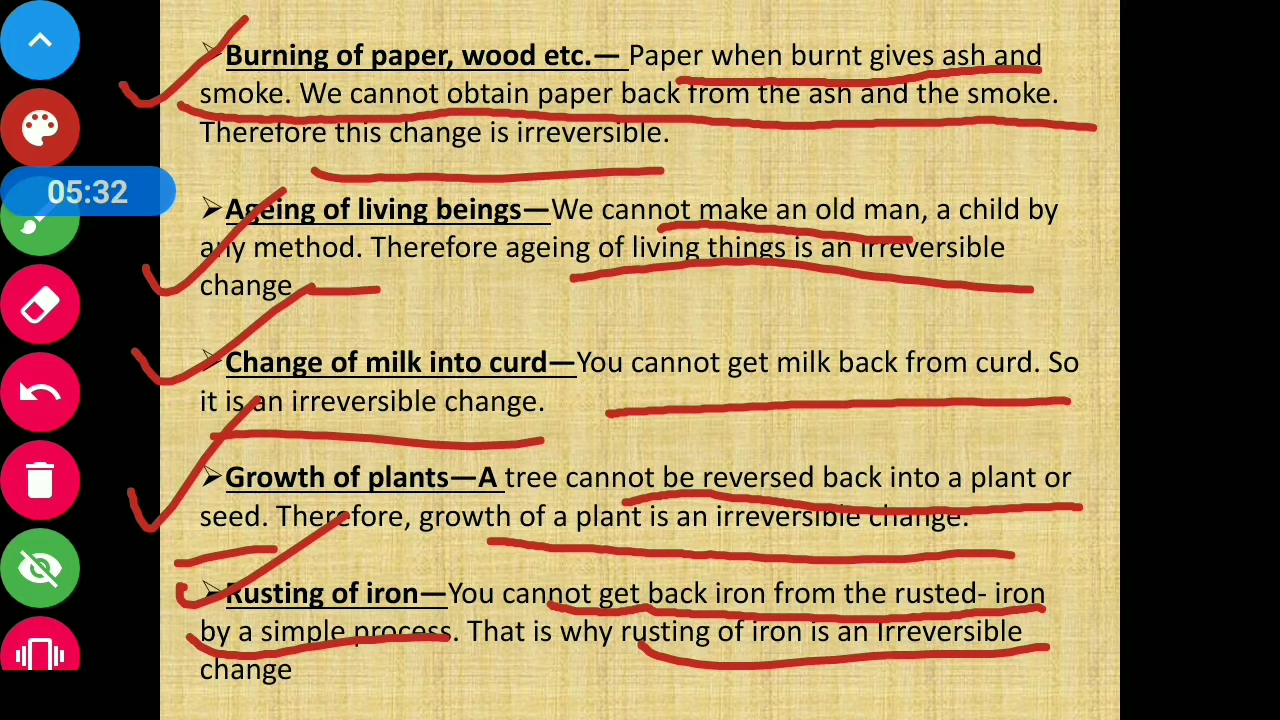 ➢Burning of paper, wood etc.— Paper when burnt gives ash and
smoke. We cannot obtain paper back from the ash and the smoke.
Therefore this change is irreversible.
05:32
➢Ageing of living beings—We cannot make an old man, a child by
any method. Therefore ageing of living things is an irreversible
change
➢Change of milk into curd—You cannot get milk back from curd. So
it is an irreversible change.
➢Growth of plants—A tree cannot be reversed back into a plant or
seed. Therefore, growth of a plant is an irreversible change.
➢Rusting of iron—You cannot get back iron from the rusted- iron
by a simple process. That is why rusting of iron is an Irreversible
change